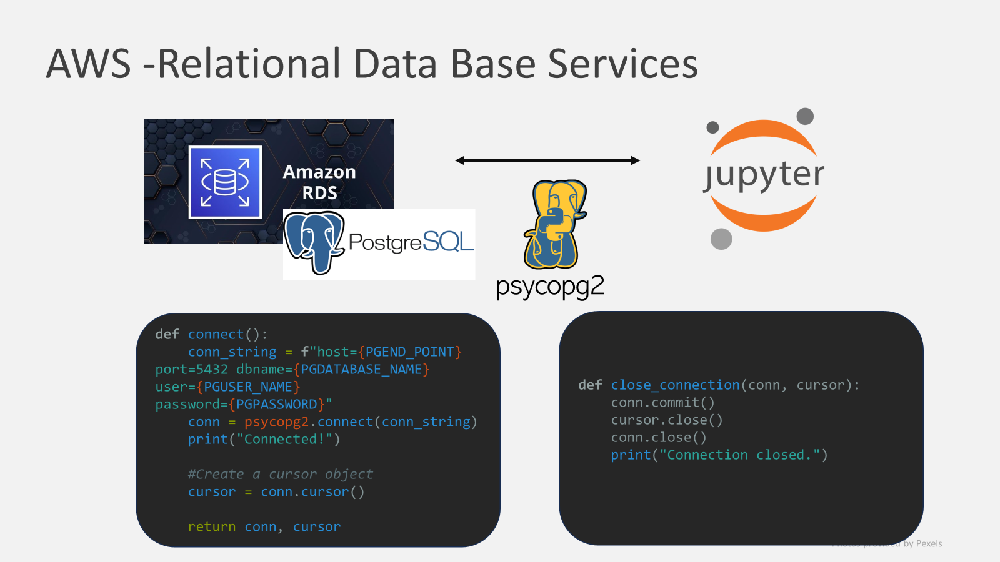 AWS -Relational Data Base Services
Amazon
RDS
PostgreSQL
psycopg2
jupyter
def connect():
    conn_string = f"host={PGEND_POINT}
port=5432 dbname={PGDATABASE_NAME}
user={PGUSER_NAME}
password={PGPASSWORD}"
    conn = psycopg2.connect(conn_string)
    print("Connected!")
    #Create a cursor object
    cursor = conn.cursor()
    return conn, cursor
def close_connection(conn, cursor):
    conn.commit()
    cursor.close()
    conn.close()
    print("Connection closed.")
Photos provided by Pexels